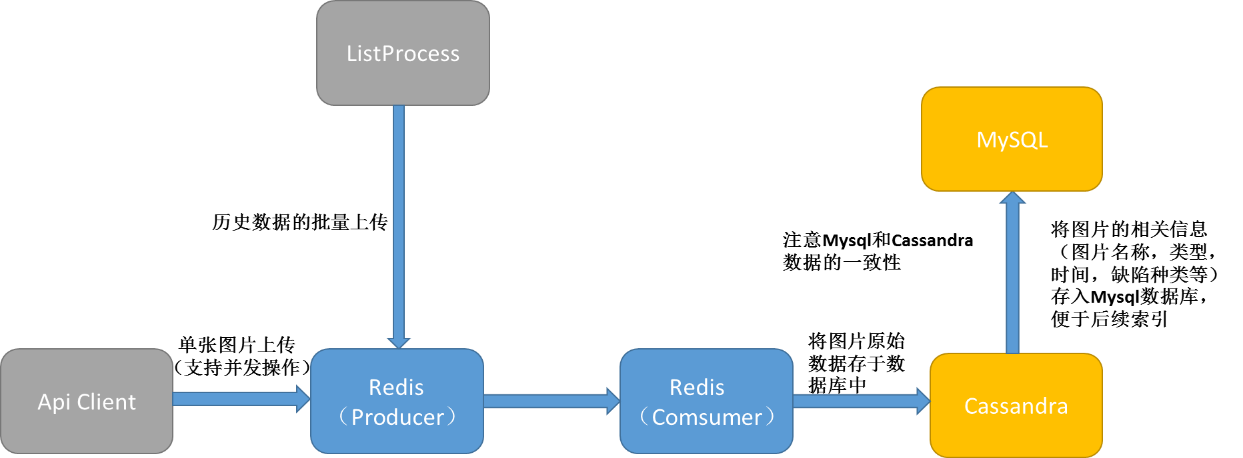 ListProcess
MySQL
历史数据的批量上传
注意Mysql和Cassandra
数据的一致性
将图片的相关信息
（图片名称，类型，
时间，缺陷种类等）
存入Mysql数据库，
便于后续索引
单张图片上传
（支持并发操作）
将图片原始
数据存于数
据库中
Api Client
Redis
（Producer）
Redis
（Comsumer）
Cassandra